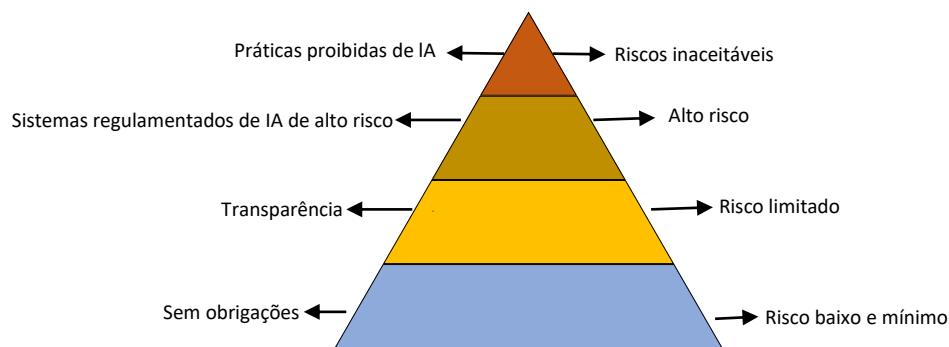 Práticas proibidas de IA
Riscos inaceitáveis
Sistemas regulamentados de IA de alto risco
Alto risco
Transparência
Risco limitado
Sem obrigações
Risco baixo e mínimo